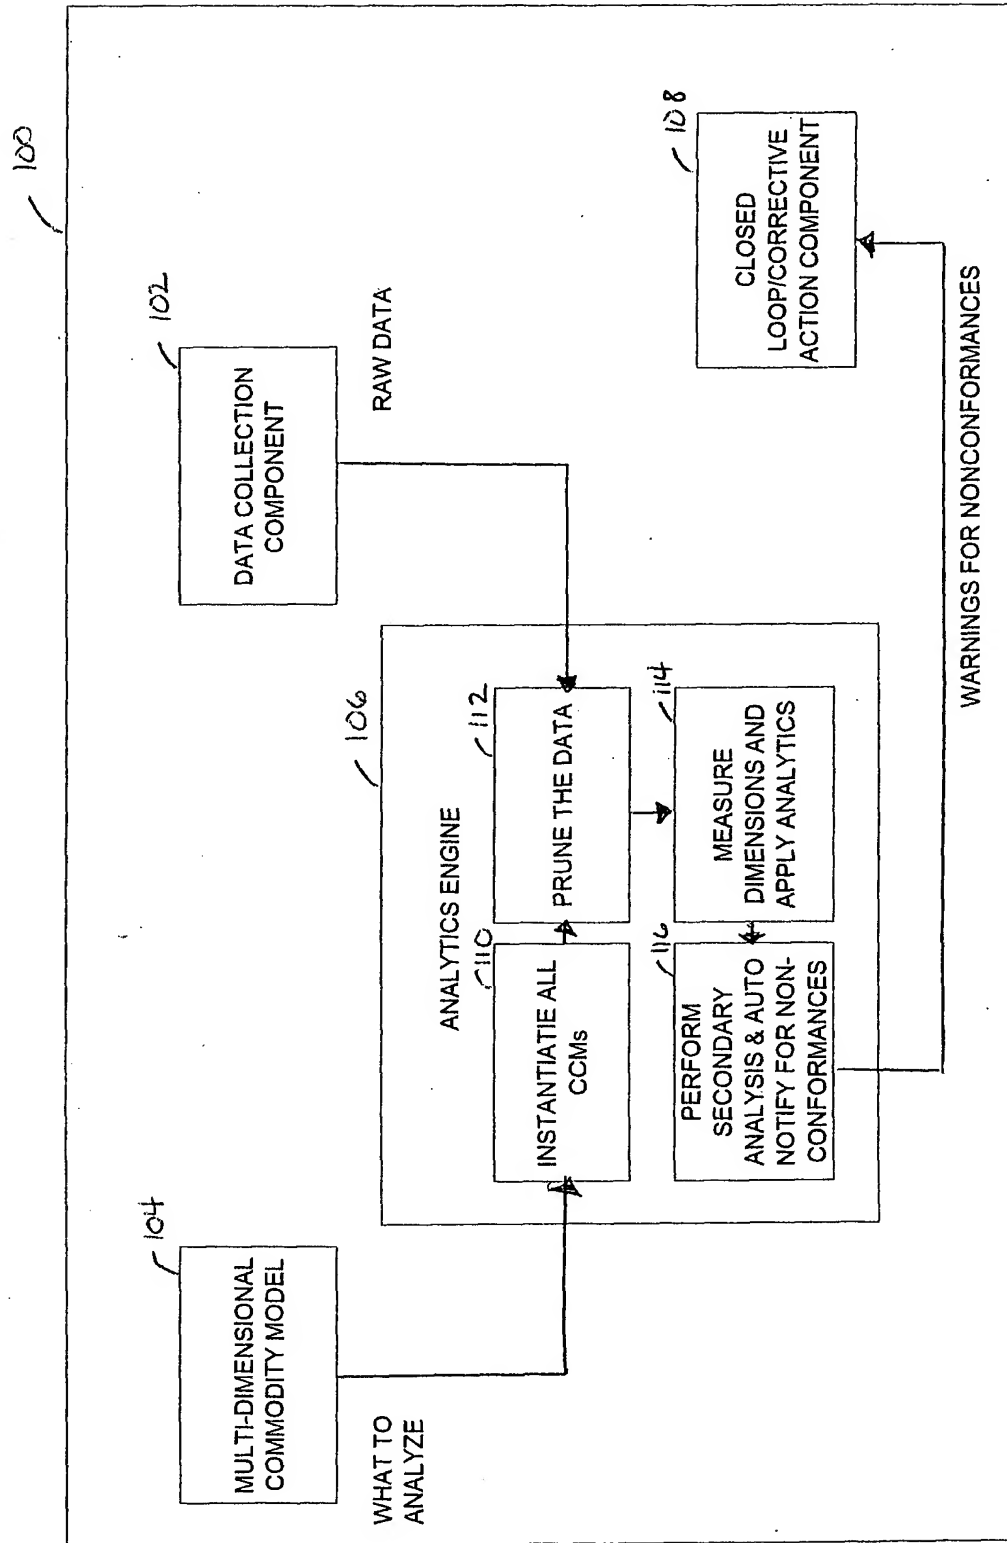 100
104
MULTI-DIMENSIONAL
COMMODITY MODEL
WHAT TO
ANALYZE
102
DATA COLLECTION
COMPONENT
RAW DATA
106
ANALYTICS ENGINE
110
INSTANTIATIE ALL
CCMs
112
PRUNE THE DATA
116
PERFORM
SECONDARY
ANALYSIS & AUTO
NOTIFY FOR NON-
CONFORMANCES
114
MEASURE
DIMENSIONS AND
APPLY ANALYTICS
108
CLOSED
LOOP/CORRECTIVE
ACTION COMPONENT
WARNINGS FOR NONCONFORMANCES